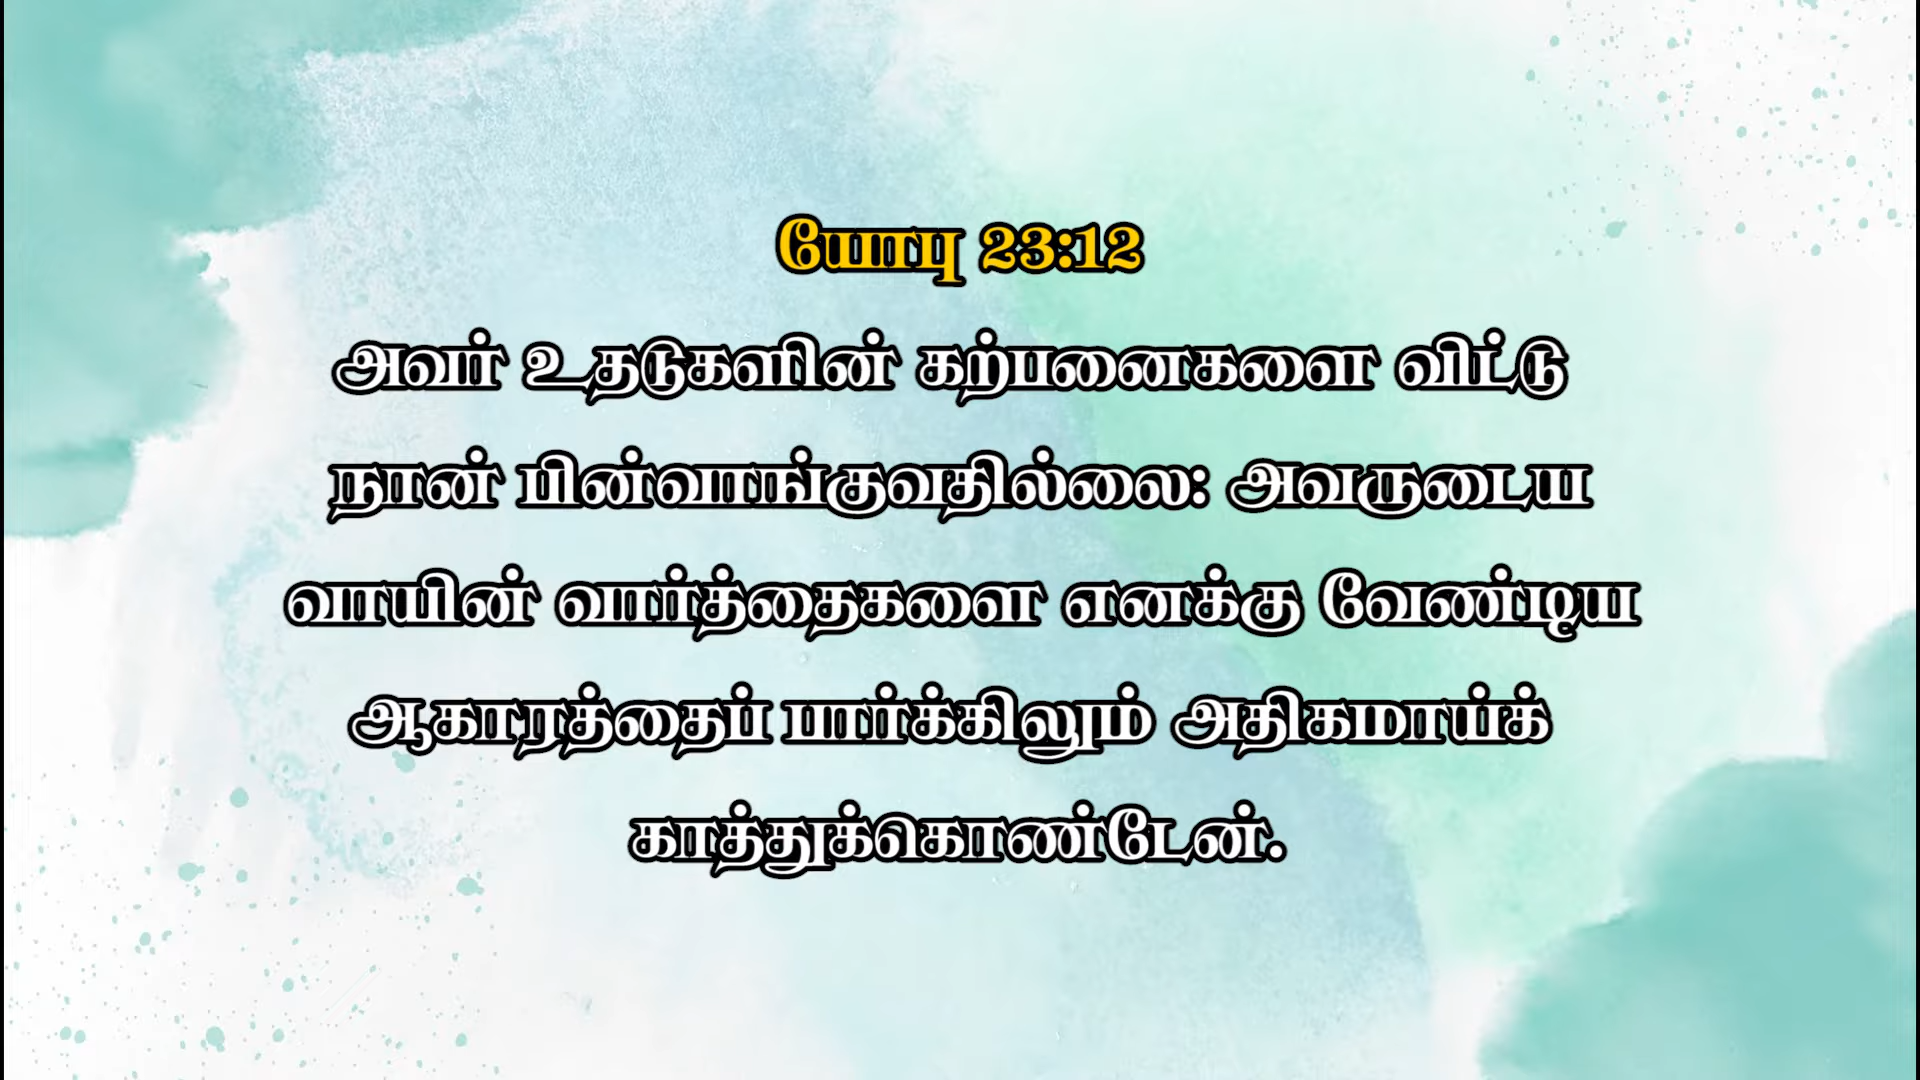 யோபு 23:12
அவர் உதடுகளின் கற்பனைகளை விட்டு
நான் பின்வாங்குவதில்லை: அவருடைய
வாயின் வார்த்தைகளை எனக்கு வேண்டிய
ஆகாரத்தைப் பார்க்கிலும் அதிகமாய்க்
காத்துக்கொண்டேன்.